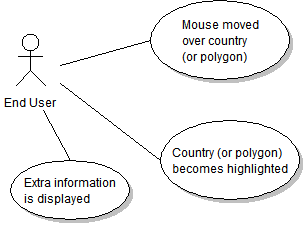 Mouse moved
over country
(or polygon)
End User
Country (or polygon)
becomes highlighted
Extra information
is displayed